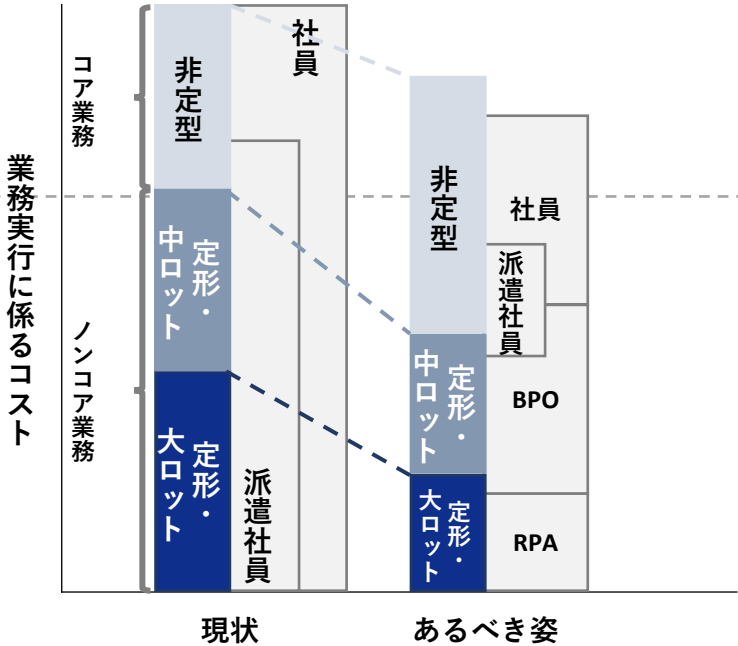 業務実行に係るコスト
コア業務
ノンコア業務
非定型
定形・
中ロット
定形・
大ロット
社員
派遣社員
非定型
定形・
中ロット
定形・
大ロット
社員
派遣社員
BPO
RPA
現状
あるべき姿